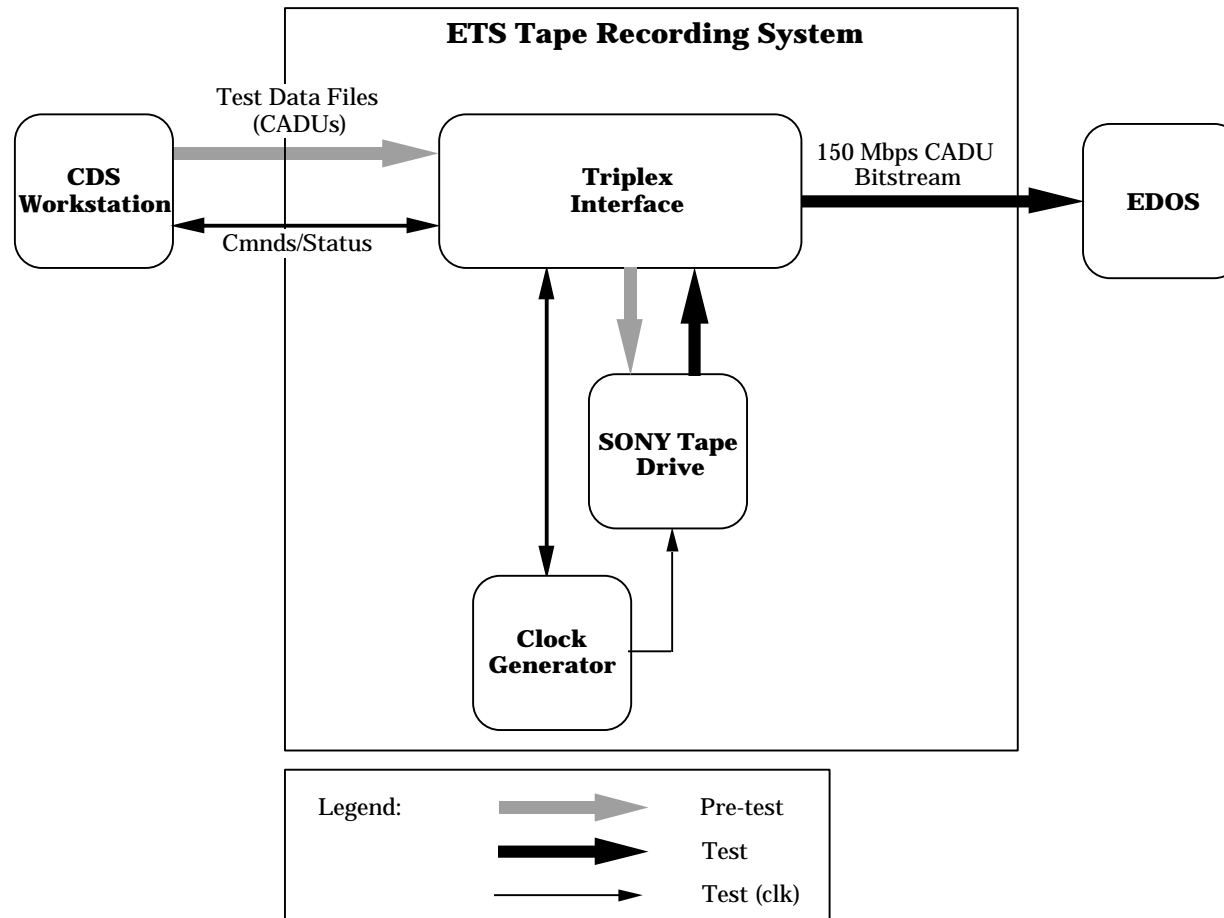 ETS Tape Recording System
Test Data Files
(CADUs)
CDS
Workstation
Cmnds/Status
Triplex
Interface
150 Mbps CADU
Bitstream
EDOS
SONY Tape
Drive
Clock
Generator
Legend:
Pre-test
Test
Test (clk)